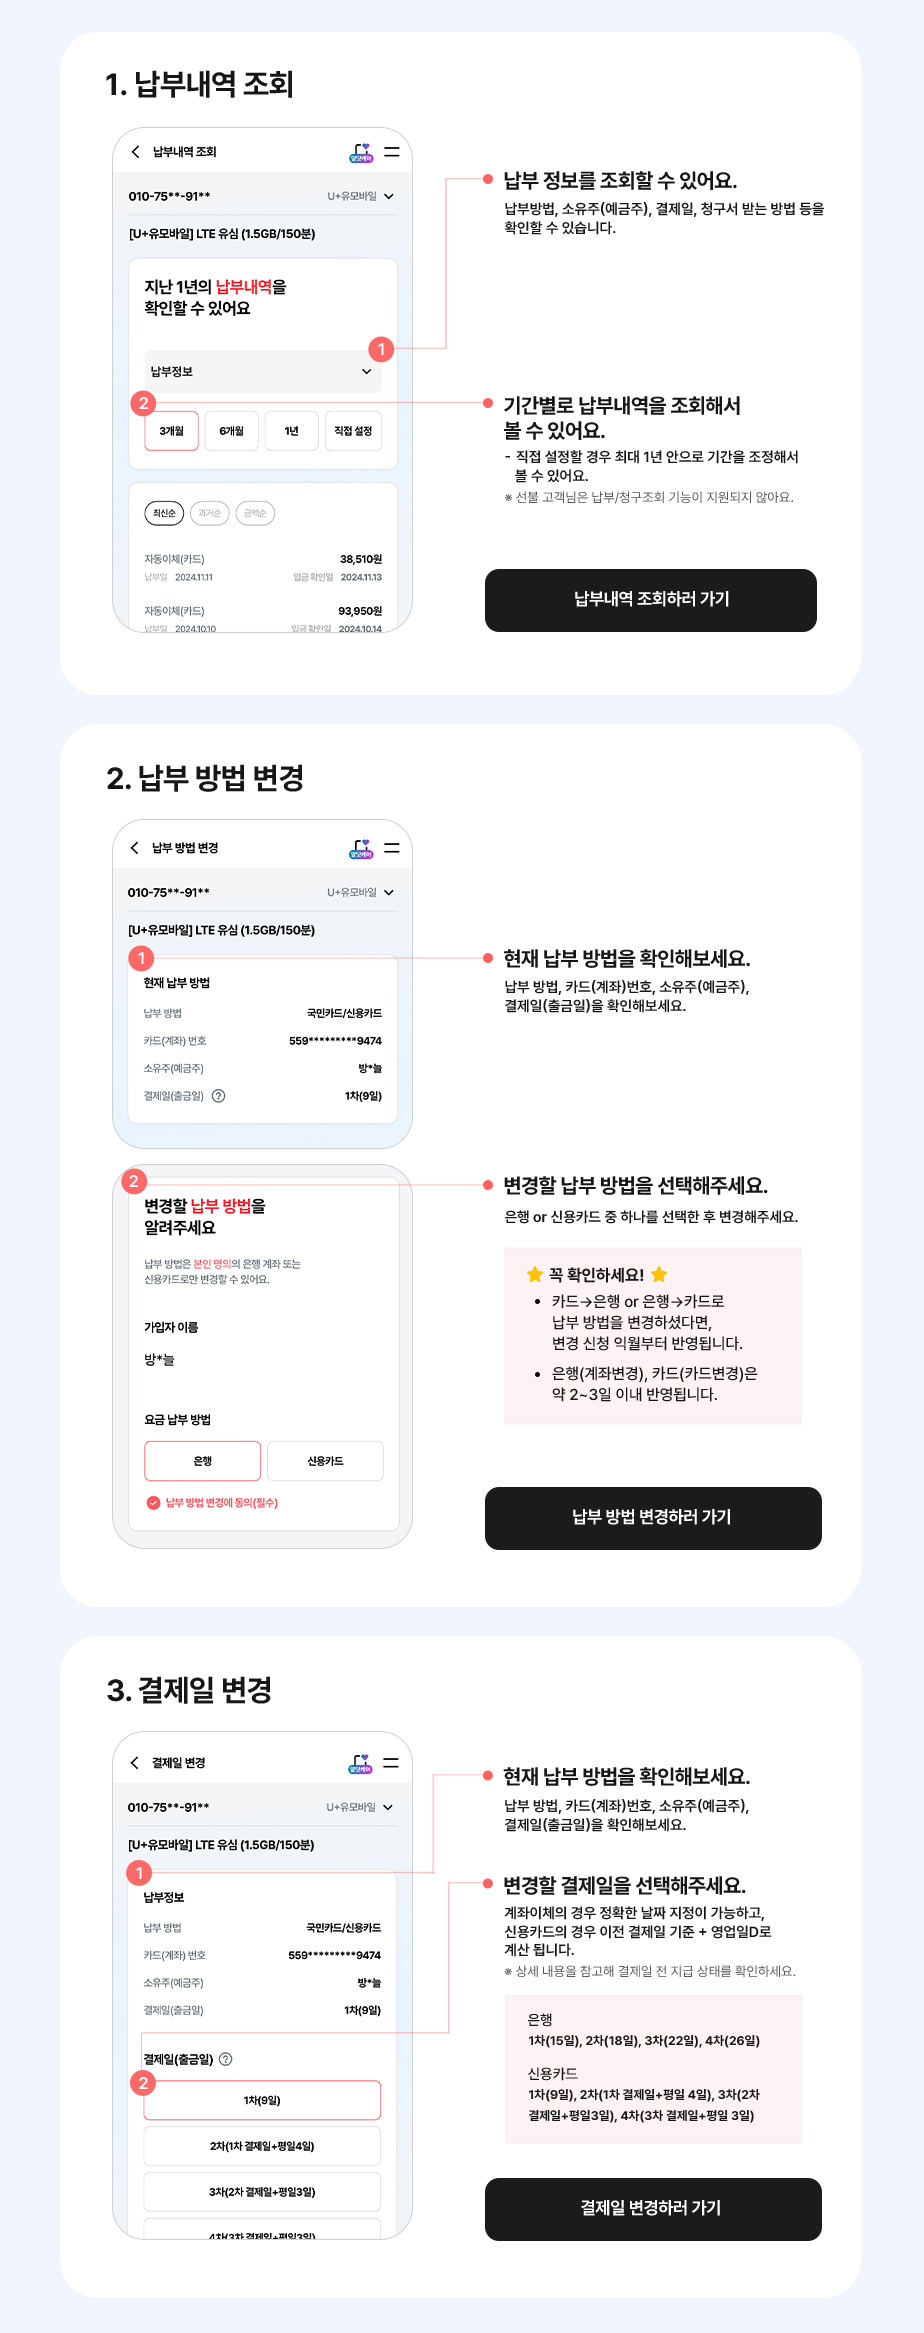 1. 납부내역 조회
납부내역 조회
알닷케어
010-75**-91**
U+유모바일
[U+유모바일] LTE 유심 (1.5GB/150분)
지난 1년의 납부내역을
확인할 수 있어요
1
납부정보
2
3개월
6개월
1년
직접 설정
최신순
과거순
금액순
자동이체(카드)
38,510원
납부일 2024.11.11
입금 확인일 2024.11.13
자동이체(카드)
93,950원
납부일 2024.10.10
입금 확인일 2024.10.14
납부 정보를 조회할 수 있어요.
납부방법, 소유주(예금주), 결제일, 청구서 받는 방법 등을
확인할 수 있습니다.
기간별로 납부내역을 조회해서
볼 수 있어요.
- 직접 설정할 경우 최대 1년 안으로 기간을 조정해서
볼 수 있어요.
※ 선불 고객님은 납부/청구조회 기능이 지원되지 않아요.
납부내역 조회하러 가기
2. 납부 방법 변경
납부 방법 변경
알닷케어
010-75**-91**
U+유모바일
[U+유모바일] LTE 유심 (1.5GB/150분)
1
현재 납부 방법
납부 방법
국민카드/신용카드
카드(계좌) 번호
559*********9474
소유주(예금주)
방*늘
결제일(출금일) ?
1차(9일)
현재 납부 방법을 확인해보세요.
납부 방법, 카드(계좌)번호, 소유주(예금주),
결제일(출금일)을 확인해보세요.
2
변경할 납부 방법을
알려주세요
납부 방법은 본인 명의의 은행 계좌 또는
신용카드로만 변경할 수 있어요.
가입자 이름
방*늘
요금 납부 방법
은행
신용카드
납부 방법 변경에 동의(필수)
변경할 납부 방법을 선택해주세요.
은행 or 신용카드 중 하나를 선택한 후 변경해주세요.
꼭 확인하세요!
• 카드→은행 or 은행→카드로
납부 방법을 변경하셨다면,
변경 신청 익월부터 반영됩니다.
• 은행(계좌변경), 카드(카드변경)은
약 2~3일 이내 반영됩니다.
납부 방법 변경하러 가기
3. 결제일 변경
결제일 변경
알닷케어
010-75**-91**
U+유모바일
[U+유모바일] LTE 유심 (1.5GB/150분)
1
납부정보
납부 방법
국민카드/신용카드
카드(계좌) 번호
559*********9474
소유주(예금주)
방*늘
결제일(출금일)
1차(9일)
결제일(출금일) ?
2
1차(9일)
2차(1차 결제일+평일4일)
3차(2차 결제일+평일3일)
4차(3차 결제일+평일3일)
현재 납부 방법을 확인해보세요.
납부 방법, 카드(계좌)번호, 소유주(예금주),
결제일(출금일)을 확인해보세요.
변경할 결제일을 선택해주세요.
계좌이체의 경우 정확한 날짜 지정이 가능하고,
신용카드의 경우 이전 결제일 기준 + 영업일D로
계산 됩니다.
※ 상세 내용을 참고해 결제일 전 지급 상태를 확인하세요.
은행
1차(15일), 2차(18일), 3차(22일), 4차(26일)
신용카드
1차(9일), 2차(1차 결제일+평일 4일), 3차(2차
결제일+평일3일), 4차(3차 결제일+평일 3일)
결제일 변경하러 가기